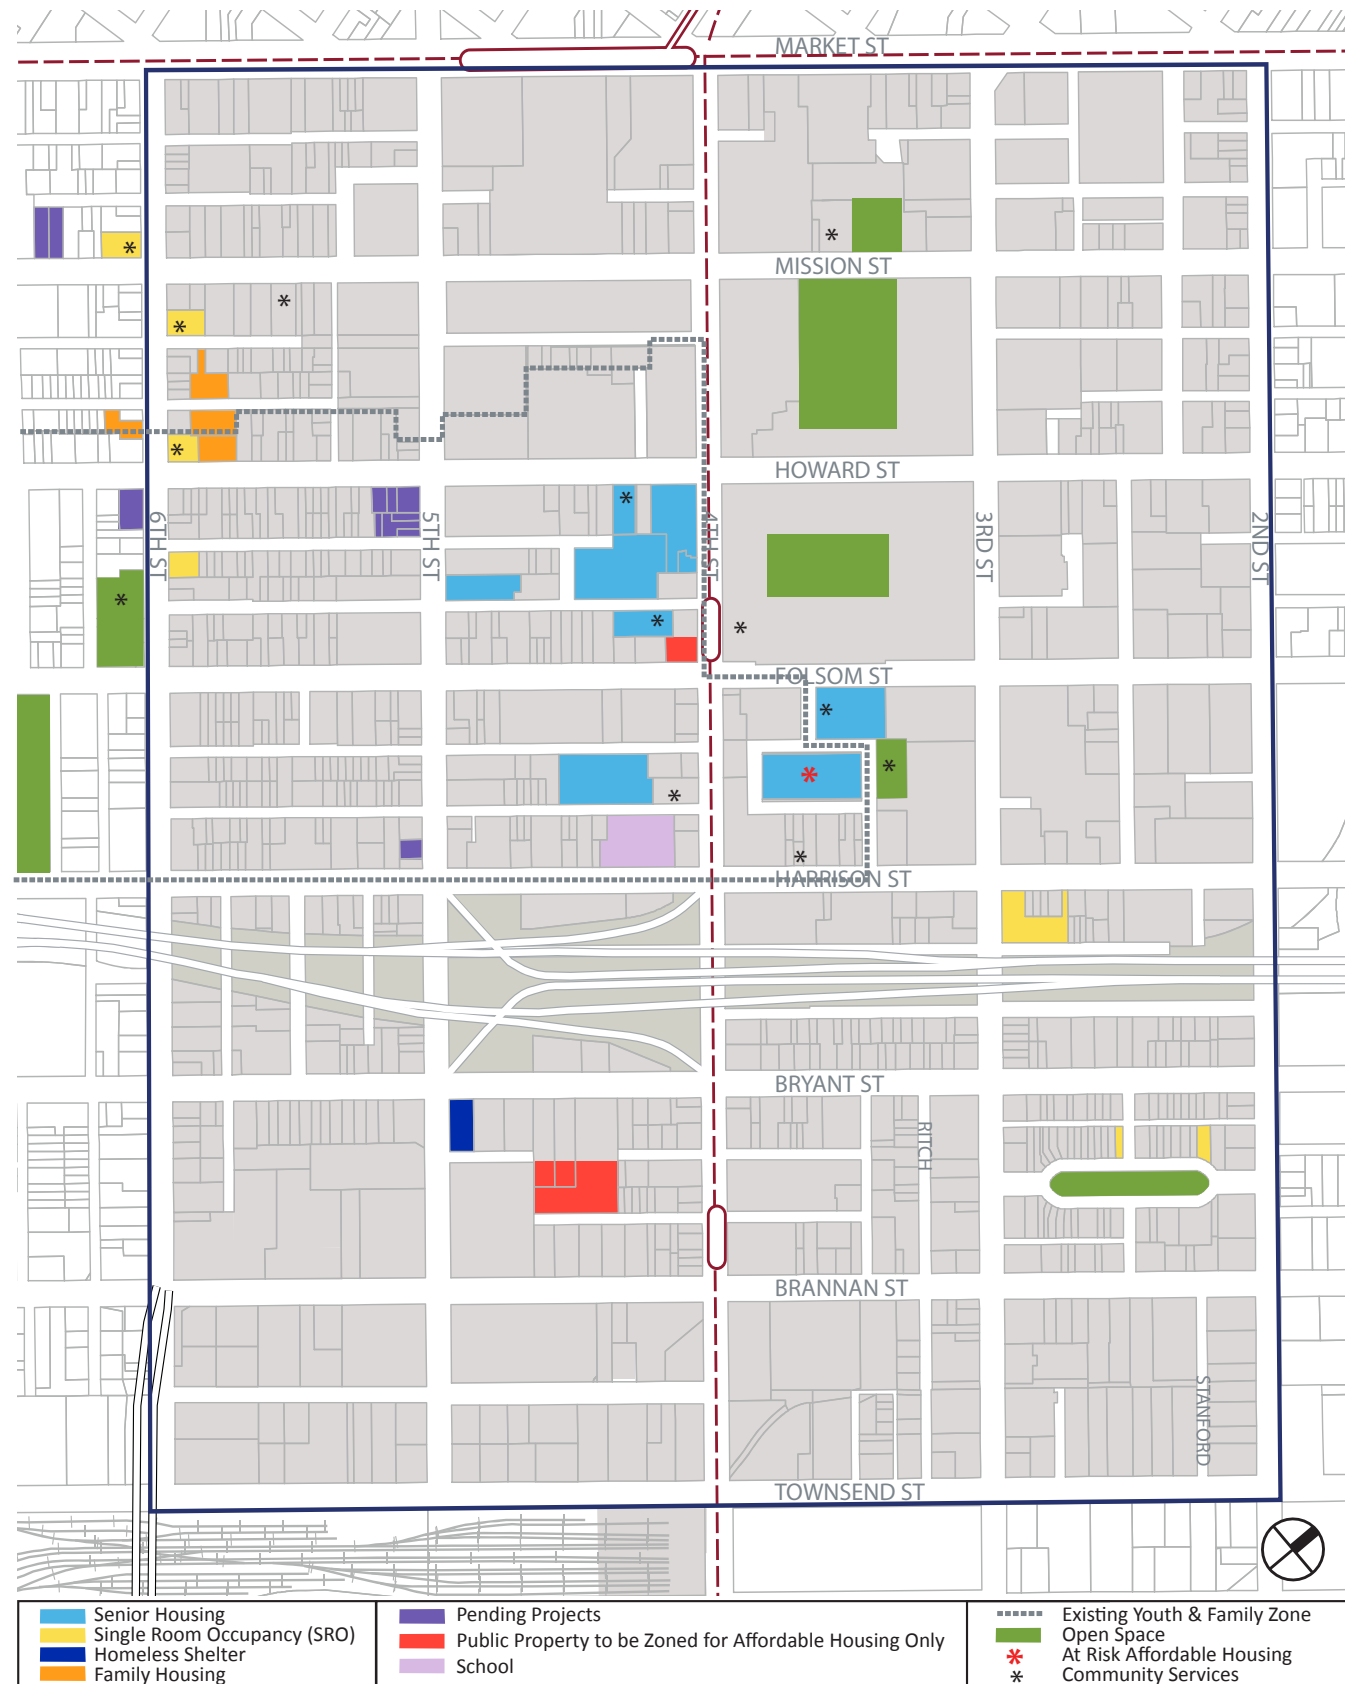 MARKET ST
MISSION ST
HOWARD ST
6TH ST
5TH ST
4TH ST
3RD ST
2ND ST
FOLSOM ST
HARRISON ST
BRYANT ST
RITCH
BRANNAN ST
STANFORD
TOWNSEND ST
Senior Housing
Single Room Occupancy (SRO)
Homeless Shelter
Family Housing
Pending Projects
Public Property to be Zoned for Affordable Housing Only
School
Existing Youth & Family Zone
Open Space
* At Risk Affordable Housing
* Community Services